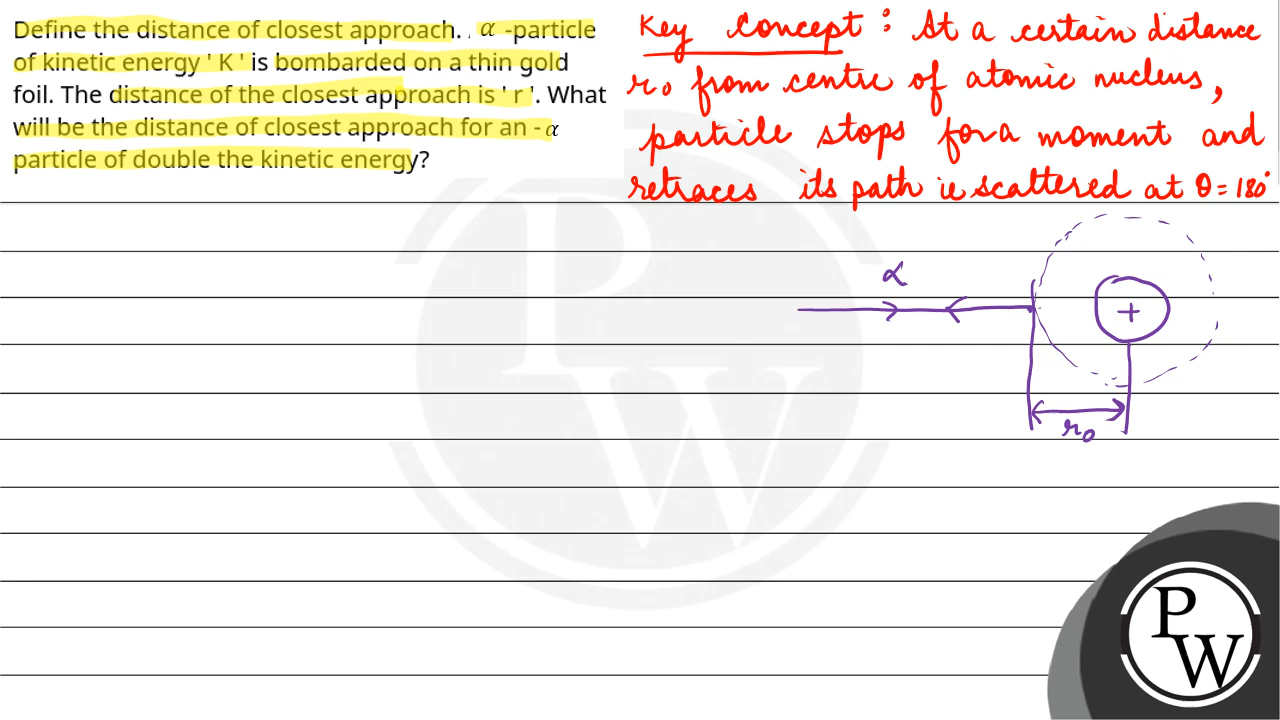 Define the distance of closest approach. . α -particle
of kinetic energy ' K ' is bombarded on a thin gold
foil. The distance of the closest approach is ' r '. What
will be the distance of closest approach for an - α
particle of double the kinetic energy?
Key concept : At a certain distance
r₀ from centre of atomic nucleus,
particle stops for a moment and
retraces its path ie scattered at θ = 180°
α
+
r₀
P
W
P
W